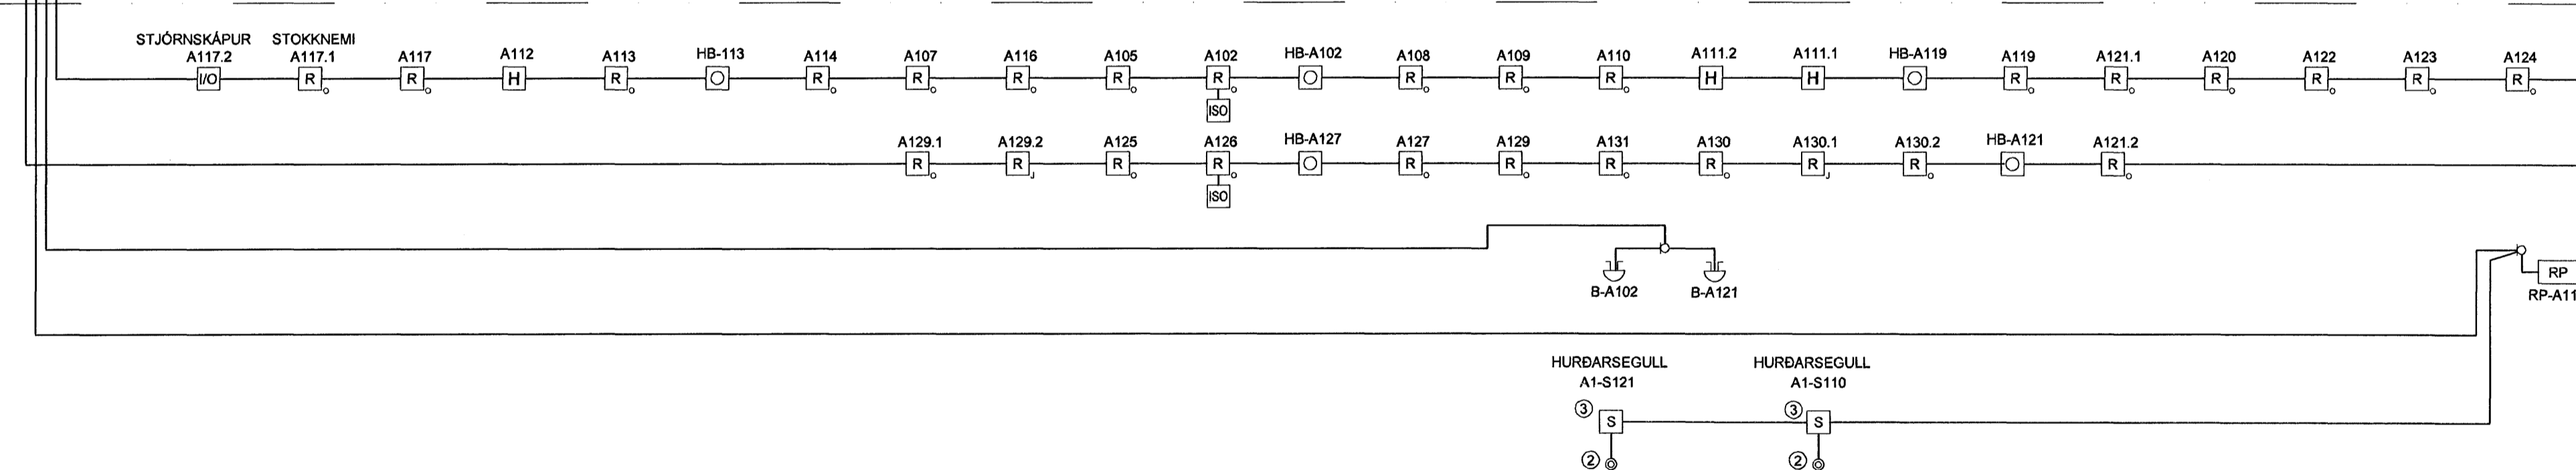 STJÓRNSKÁPUR STOKKNEMI
A117.2 A117.1 A117 A112 A113 HB-113 A114 A107 A116 A105 A102 HB-A102 A108 A109 A110 A111.2 A111.1 HB-A119 A119 A121.1 A120 A122 A123 A124
I/O R R H R R R R R R R R R H H R R R R R R
ISO
A129.1 A129.2 A125 A126 HB-A127 A127 A129 A131 A130 A130.1 A130.2 HB-A121 A121.2
R R R R R R R R R R R
ISO
RP
B-A102 B-A121 RP-A11
HURÐARSEGULL HURÐARSEGULL
A1-S121 A1-S110
3 3
S S
2 2